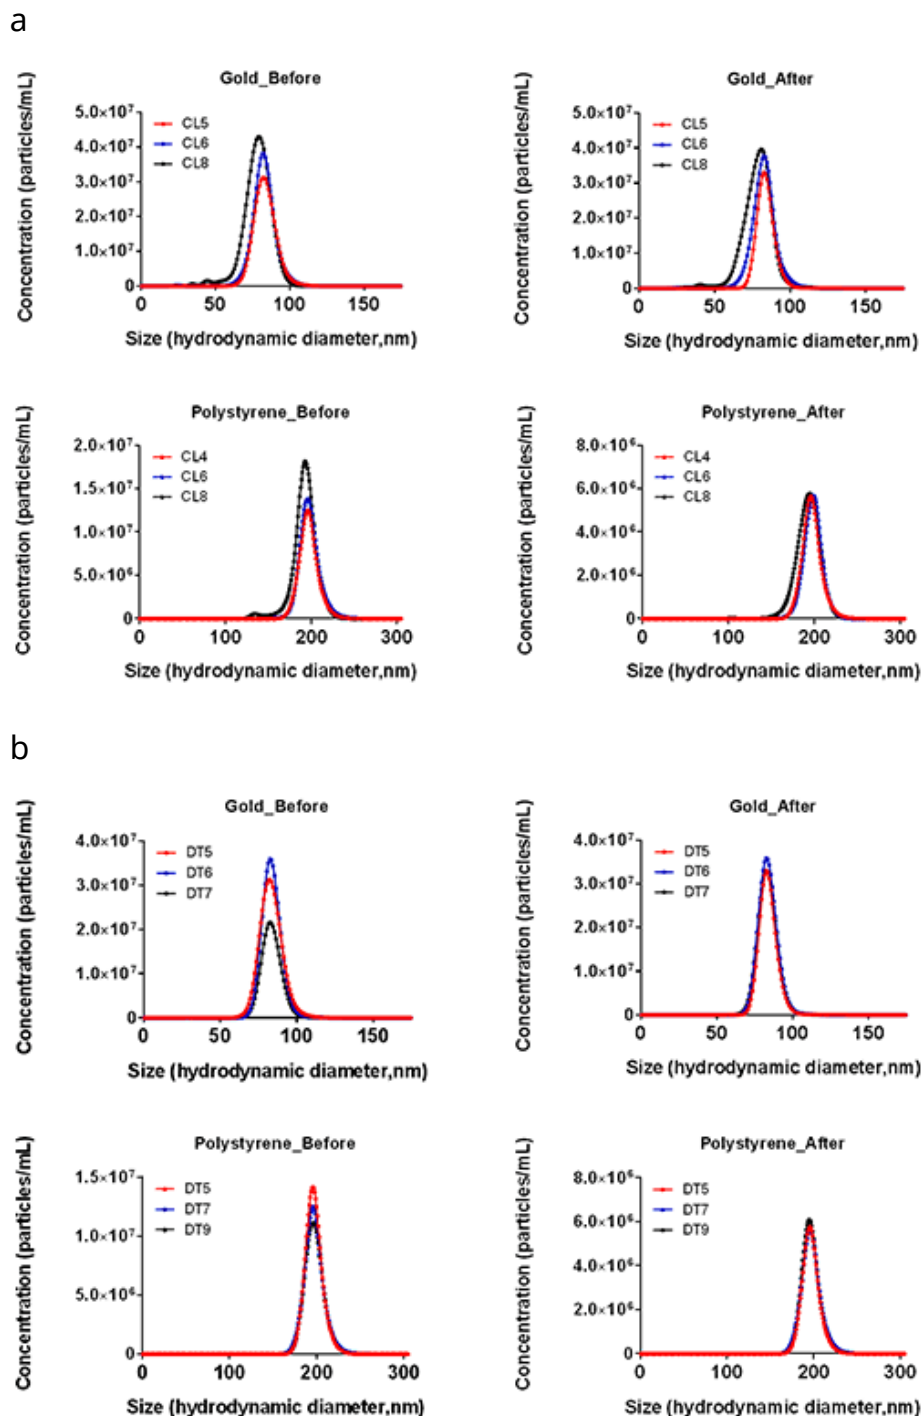 a
Gold_Before
Concentration (particles/mL)
5.0×10⁷
4.0×10⁷
3.0×10⁷
2.0×10⁷
1.0×10⁷
0
CL5
CL6
CL8
0 50 100 150
Size (hydrodynamic diameter,nm)
Gold_After
Concentration (particles/mL)
5.0×10⁷
4.0×10⁷
3.0×10⁷
2.0×10⁷
1.0×10⁷
0
CL5
CL6
CL8
0 50 100 150
Size (hydrodynamic diameter,nm)
Polystyrene_Before
Concentration (particles/mL)
2.0×10⁷
1.5×10⁷
1.0×10⁷
5.0×10⁶
0
CL4
CL6
CL8
0 100 200 300
Size (hydrodynamic diameter,nm)
Polystyrene_After
Concentration (particles/mL)
8.0×10⁶
6.0×10⁶
4.0×10⁶
2.0×10⁶
0
CL4
CL6
CL8
0 100 200 300
Size (hydrodynamic diameter,nm)
b
Gold_Before
Concentration (particles/mL)
4.0×10⁷
3.0×10⁷
2.0×10⁷
1.0×10⁷
0
DT5
DT6
DT7
0 50 100 150
Size (hydrodynamic diameter,nm)
Gold_After
Concentration (particles/mL)
4.0×10⁷
3.0×10⁷
2.0×10⁷
1.0×10⁷
0
DT5
DT6
DT7
0 50 100 150
Size (hydrodynamic diameter,nm)
Polystyrene_Before
Concentration (particles/mL)
1.5×10⁷
1.0×10⁷
5.0×10⁶
0
DT5
DT7
DT9
0 100 200 300
Size (hydrodynamic diameter,nm)
Polystyrene_After
Concentration (particles/mL)
8.0×10⁶
6.0×10⁶
4.0×10⁶
2.0×10⁶
0
DT5
DT7
DT9
0 100 200 300
Size (hydrodynamic diameter,nm)